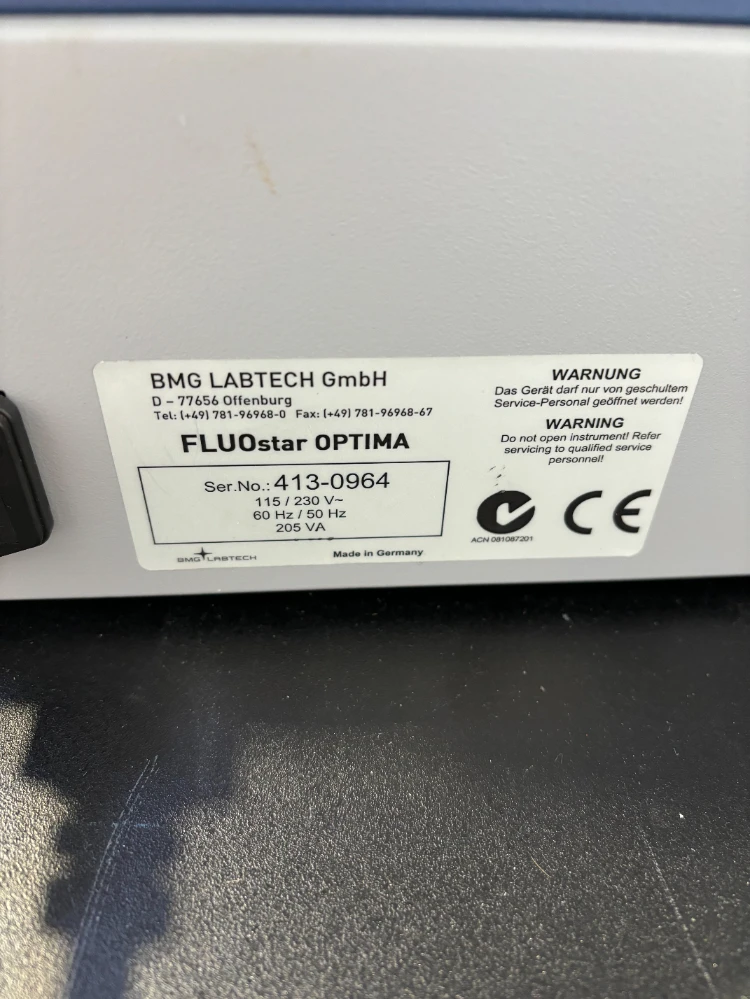 BMG LABTECH GmbH
D – 77656 Offenburg
Tel: (+49) 781-96968-0 Fax: (+49) 781-96968-67
FLUOstar OPTIMA
Ser.No.: 413-0964
115 / 230 V~
60 Hz / 50 Hz
205 VA
BMG LABTECH
Made in Germany
WARNUNG
Das Gerät darf nur von geschultem
Service-Personal geöffnet werden!
WARNING
Do not open instrument! Refer
servicing to qualified service
personnel!
CE
ACN 081087201